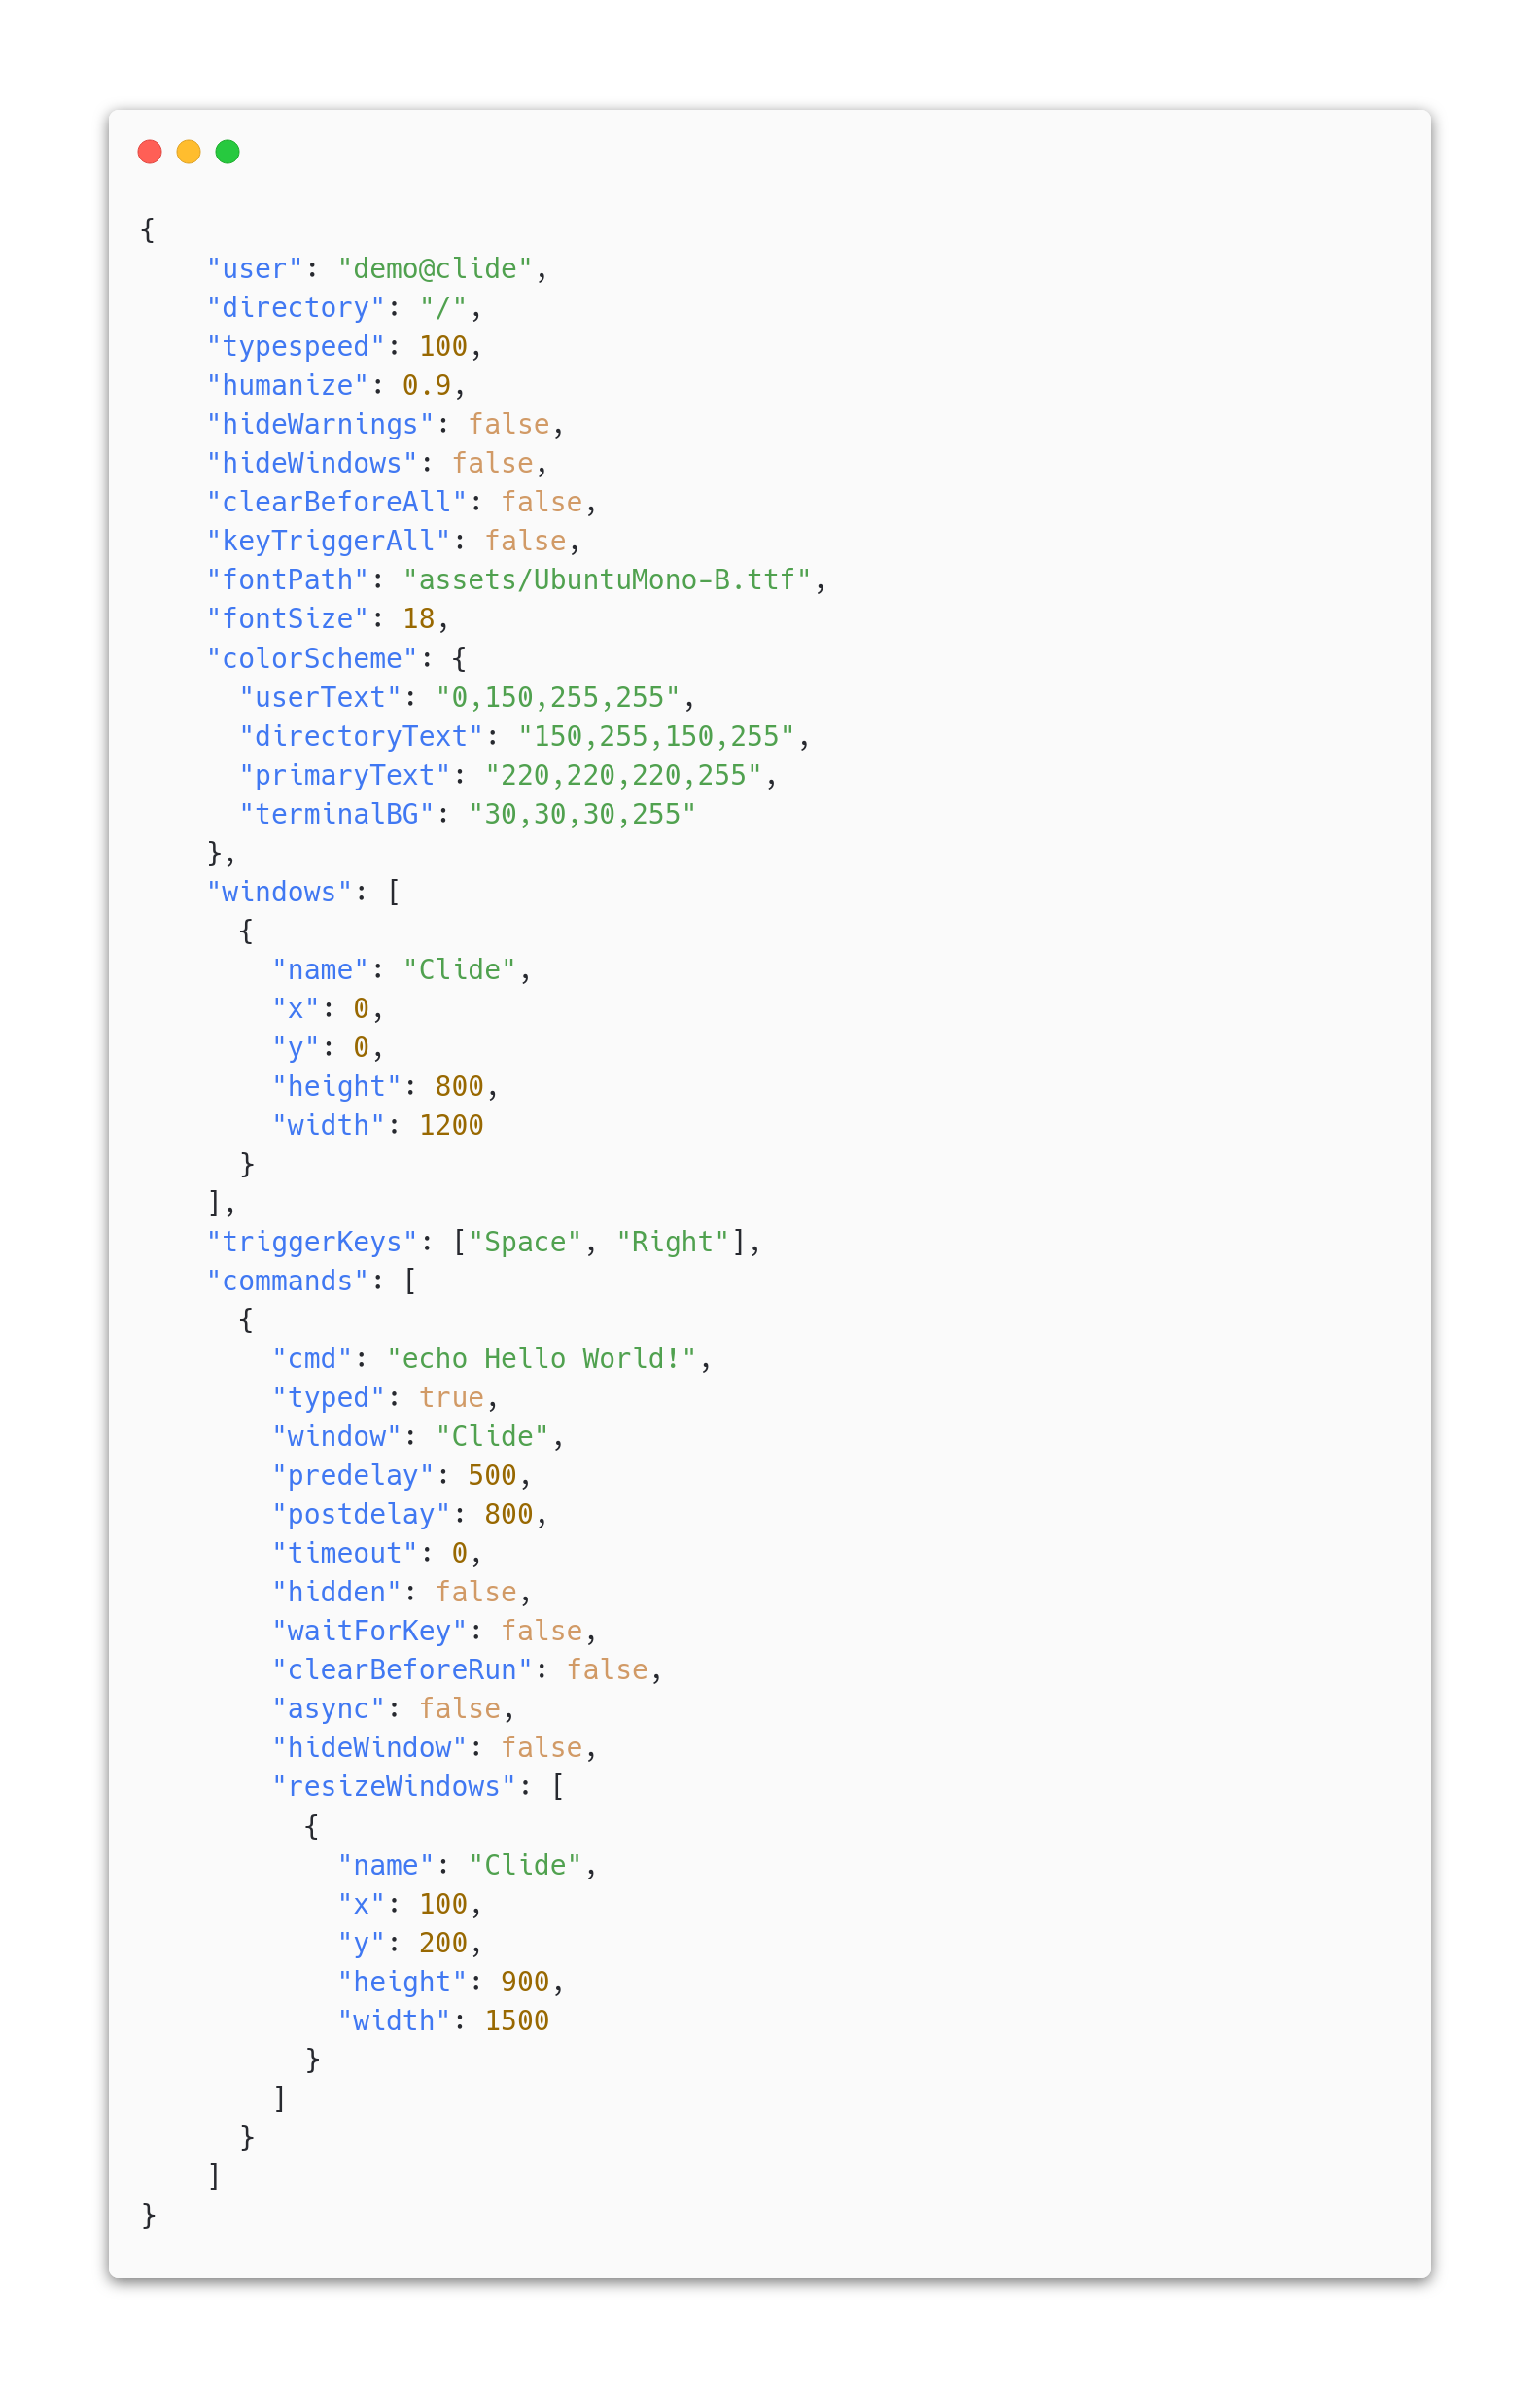 {
    "user": "demo@clide",
    "directory": "/",
    "typespeed": 100,
    "humanize": 0.9,
    "hideWarnings": false,
    "hideWindows": false,
    "clearBeforeAll": false,
    "keyTriggerAll": false,
    "fontPath": "assets/UbuntuMono-B.ttf",
    "fontSize": 18,
    "colorScheme": {
      "userText": "0,150,255,255",
      "directoryText": "150,255,150,255",
      "primaryText": "220,220,220,255",
      "terminalBG": "30,30,30,255"
    },
    "windows": [
      {
        "name": "Clide",
        "x": 0,
        "y": 0,
        "height": 800,
        "width": 1200
      }
    ],
    "triggerKeys": ["Space", "Right"],
    "commands": [
      {
        "cmd": "echo Hello World!",
        "typed": true,
        "window": "Clide",
        "predelay": 500,
        "postdelay": 800,
        "timeout": 0,
        "hidden": false,
        "waitForKey": false,
        "clearBeforeRun": false,
        "async": false,
        "hideWindow": false,
        "resizeWindows": [
          {
            "name": "Clide",
            "x": 100,
            "y": 200,
            "height": 900,
            "width": 1500
          }
        ]
      }
    ]
}